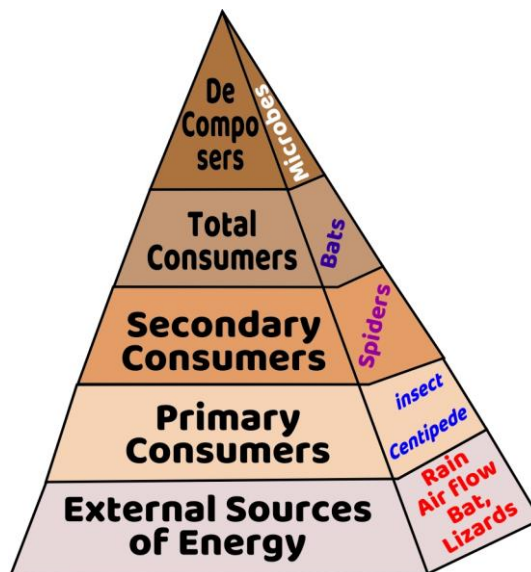 De
Compo
sers
Microbes
Total
Consumers
Bats
Secondary
Consumers
Spiders
Primary
Consumers
insect
Centipede
External Sources
of Energy
Rain
Air flow
Bat,
Lizards